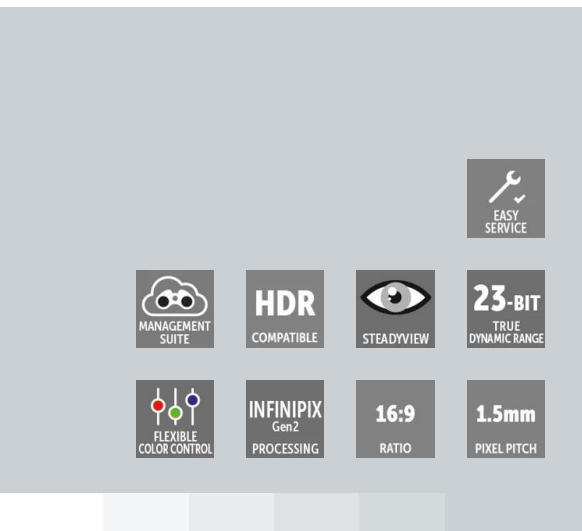 EASY
SERVICE
MANAGEMENT
SUITE
HDR
COMPATIBLE
STEADYVIEW
23-BIT
TRUE
DYNAMIC RANGE
FLEXIBLE
COLOR CONTROL
INFINIPIX
Gen2
PROCESSING
16:9
RATIO
1.5mm
PIXEL PITCH